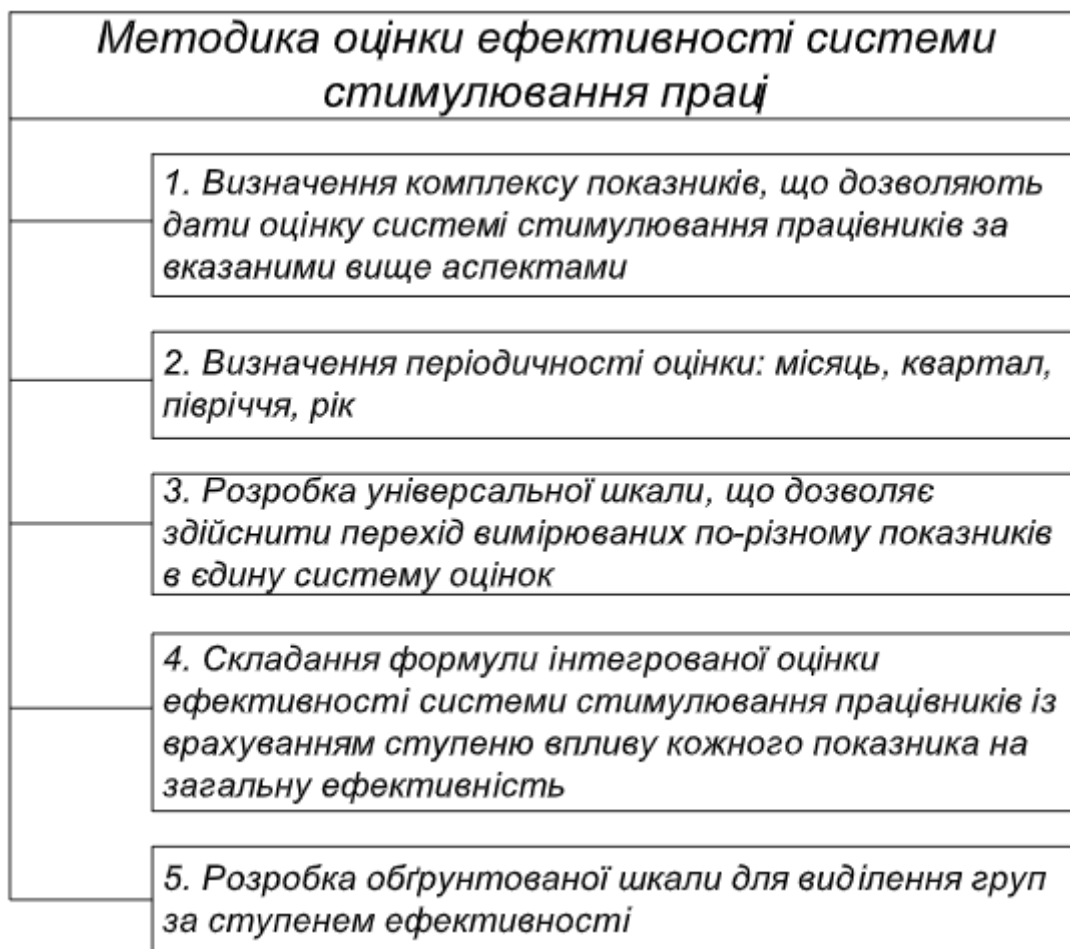 Методика оцінки ефективності системи
стимулювання праці
1. Визначення комплексу показників, що дозволяють
дати оцінку системі стимулювання працівників за
вказаними вище аспектами
2. Визначення періодичності оцінки: місяць, квартал,
півріччя, рік
3. Розробка універсальної шкали, що дозволяє
здійснити перехід вимірюваних по-різному показників
в єдину систему оцінок
4. Складання формули інтегрованої оцінки
ефективності системи стимулювання працівників із
врахуванням ступеню впливу кожного показника на
загальну ефективність
5. Розробка обґрунтованої шкали для виділення груп
за ступенем ефективності